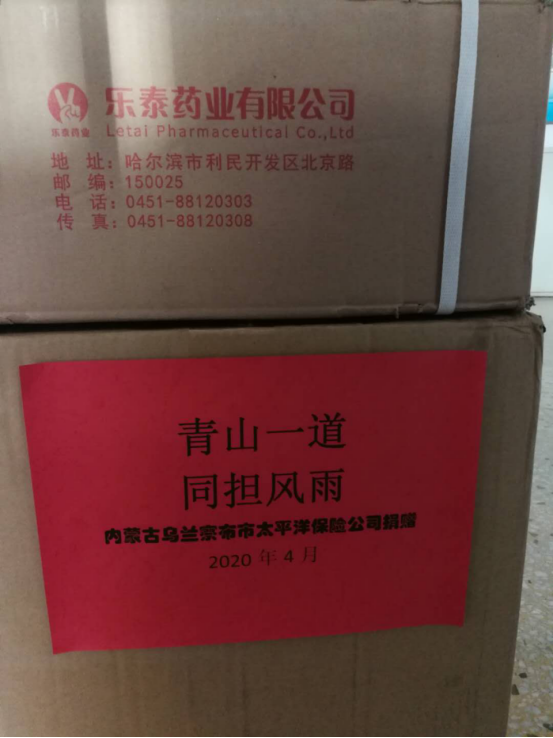 乐泰药业有限公司
乐泰药业
Letai Pharmaceutical Co.,Ltd
地 址：哈尔滨市利民开发区北京路
邮 编：150025
电 话：0451-88120303
传 真：0451-88120308
青山一道
同担风雨
内蒙古乌兰察布市太平洋保险公司捐赠
2020 年 4 月